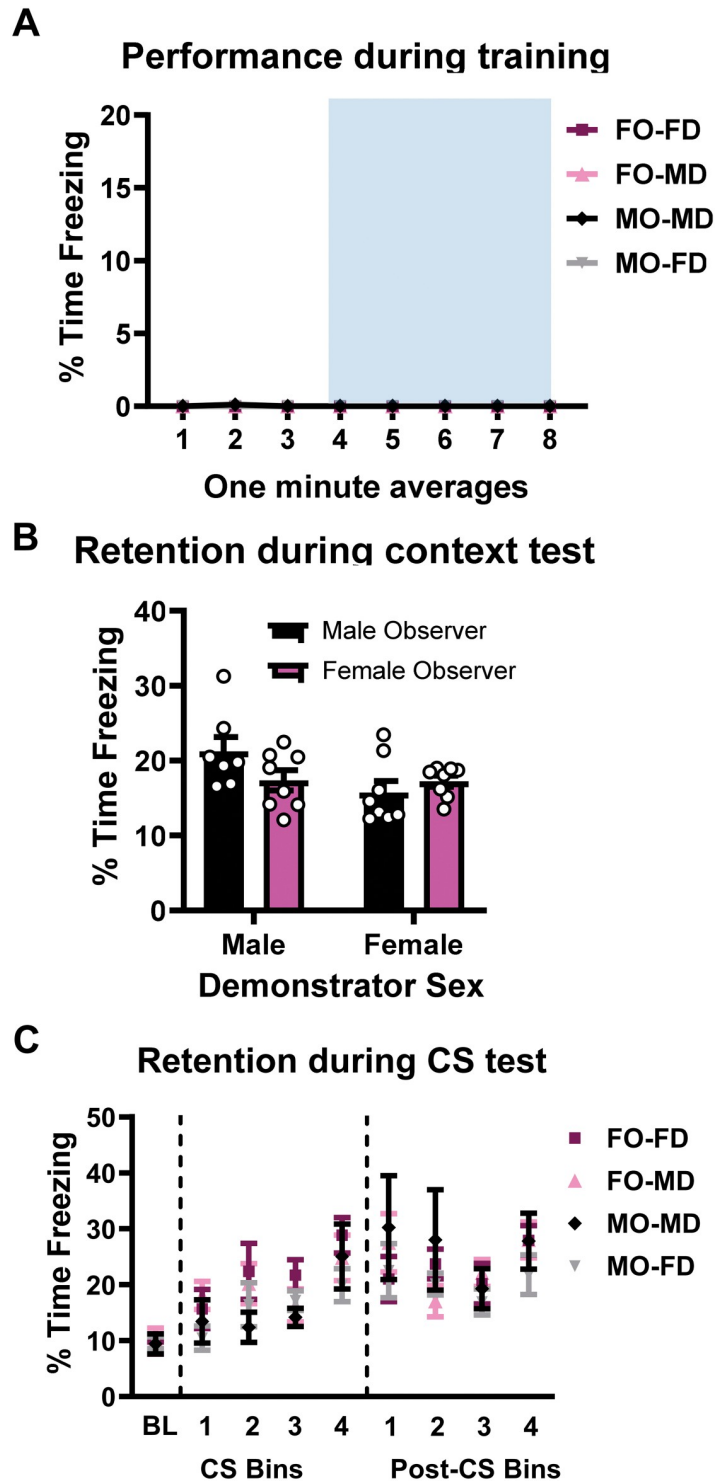 A
Performance during training
% Time Freezing
20
15
10
5
0
1 2 3 4 5 6 7 8
One minute averages
FO-FD
FO-MD
MO-MD
MO-FD
B
Retention during context test
% Time Freezing
40
30
20
10
0
Male Observer
Female Observer
Male Female
Demonstrator Sex
C
Retention during CS test
% Time Freezing
50
40
30
20
10
0
BL 1 2 3 4 1 2 3 4
CS Bins Post-CS Bins
FO-FD
FO-MD
MO-MD
MO-FD